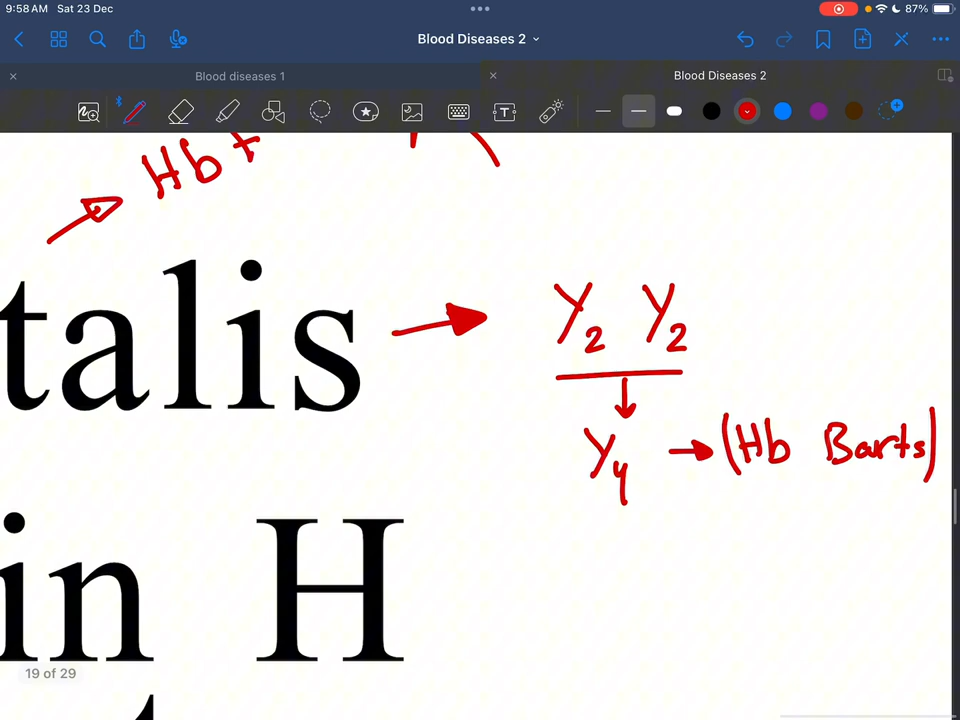 9:58 AM Sat 23 Dec 87%
Blood Diseases 2
Blood diseases 1
Blood Diseases 2
Hb
talis → γ2 γ2
γ4 → (Hb Barts)
in H
19 of 29